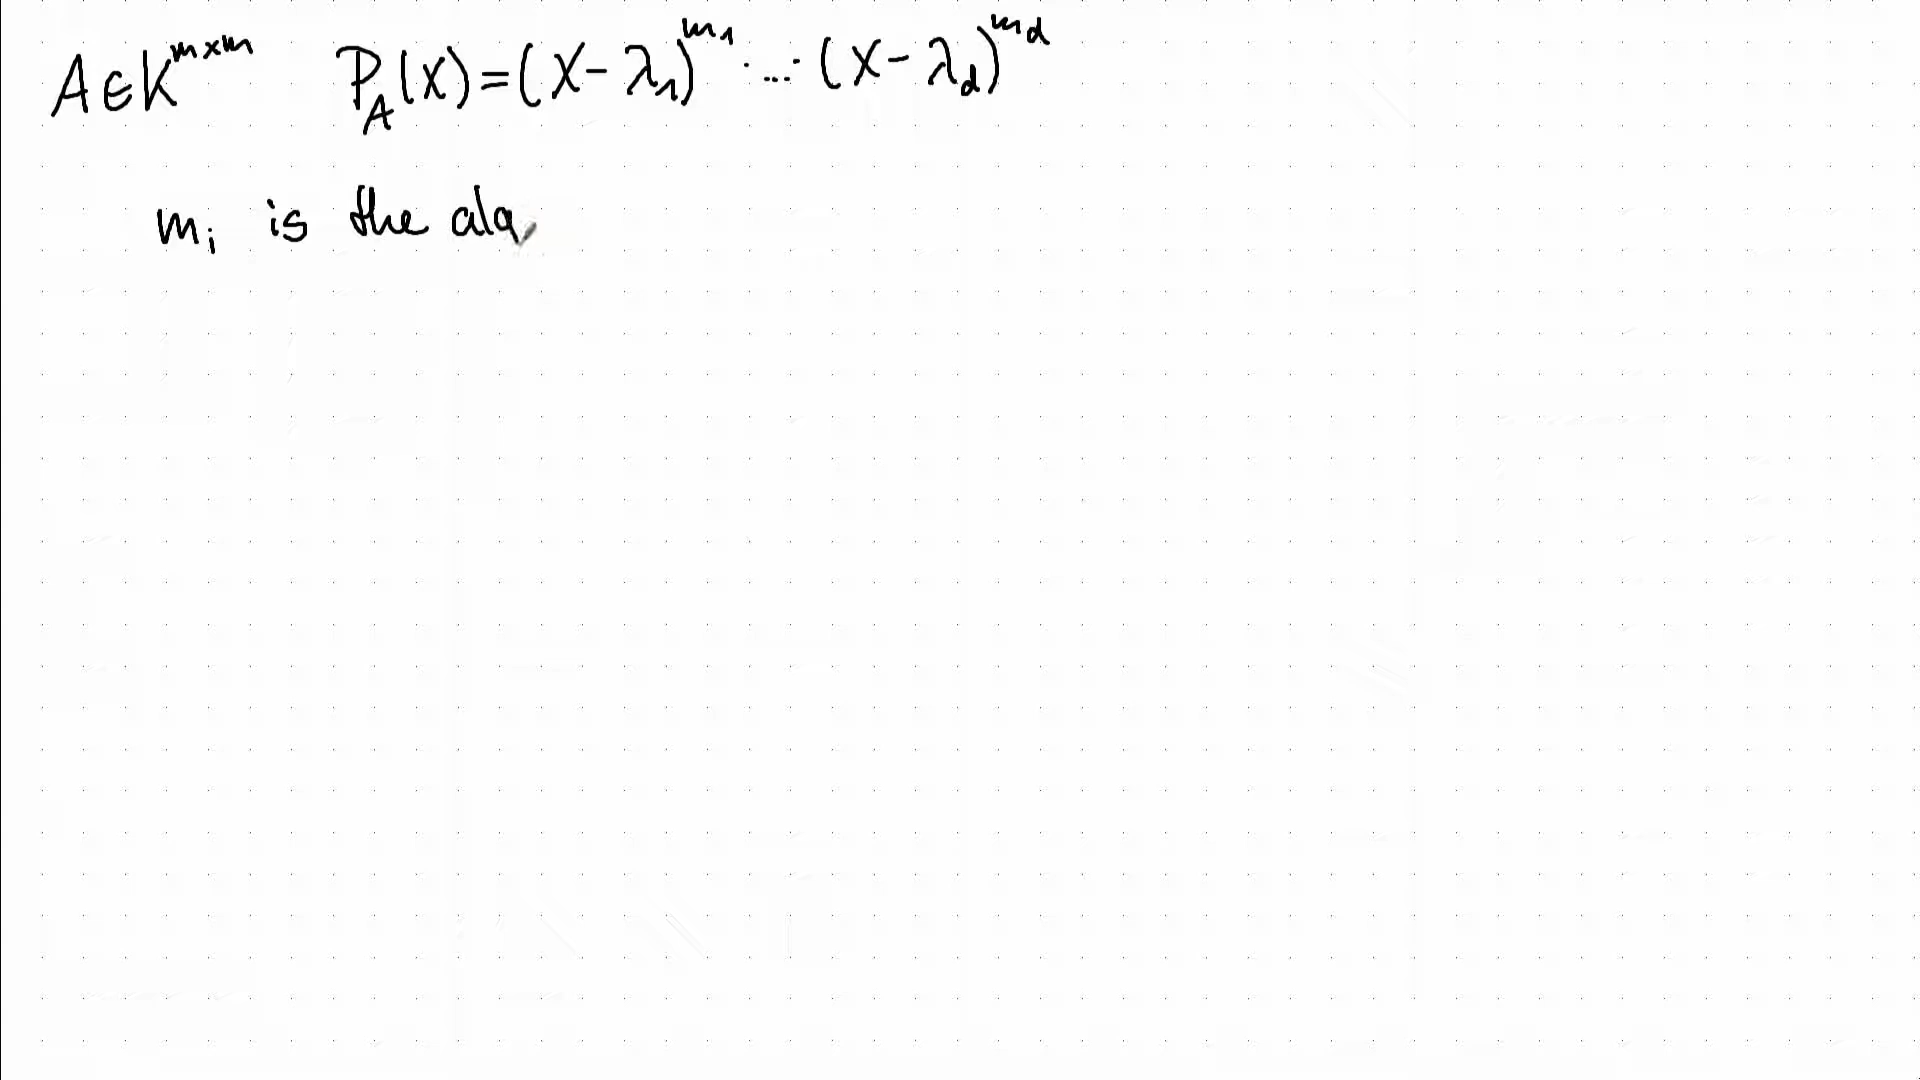 A∈K^{m×m} P_A(X)=(X-λ_1)^{m_1}·...·(X-λ_d)^{m_d}
m_i is the alg